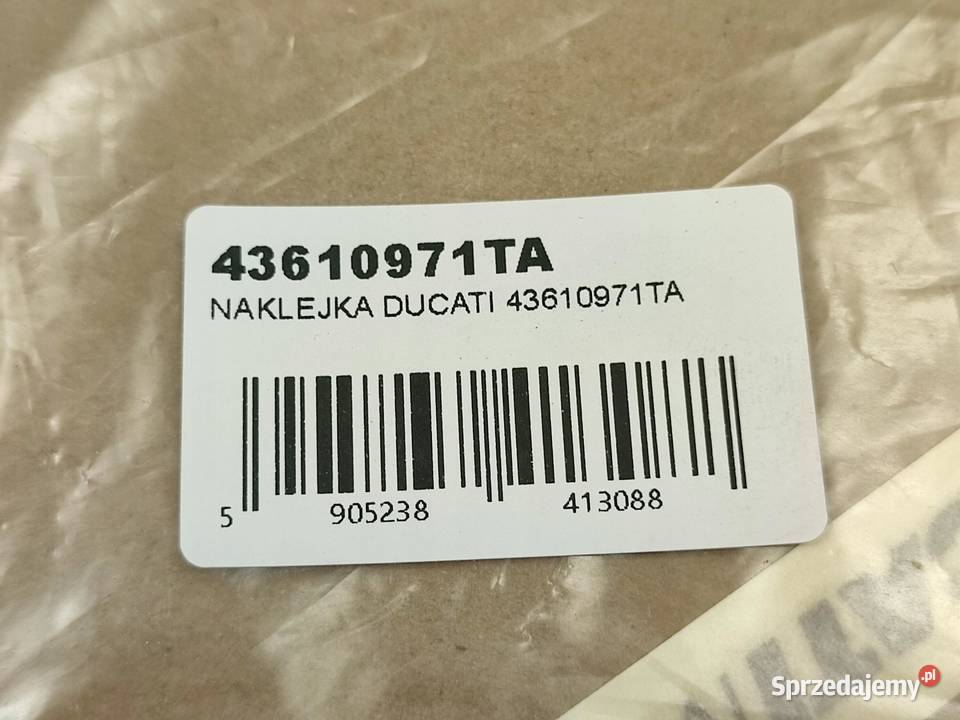 43610971TA
NAKLEJKA DUCATI 43610971TA
5 905238 413088
Sprzedajemy.pl